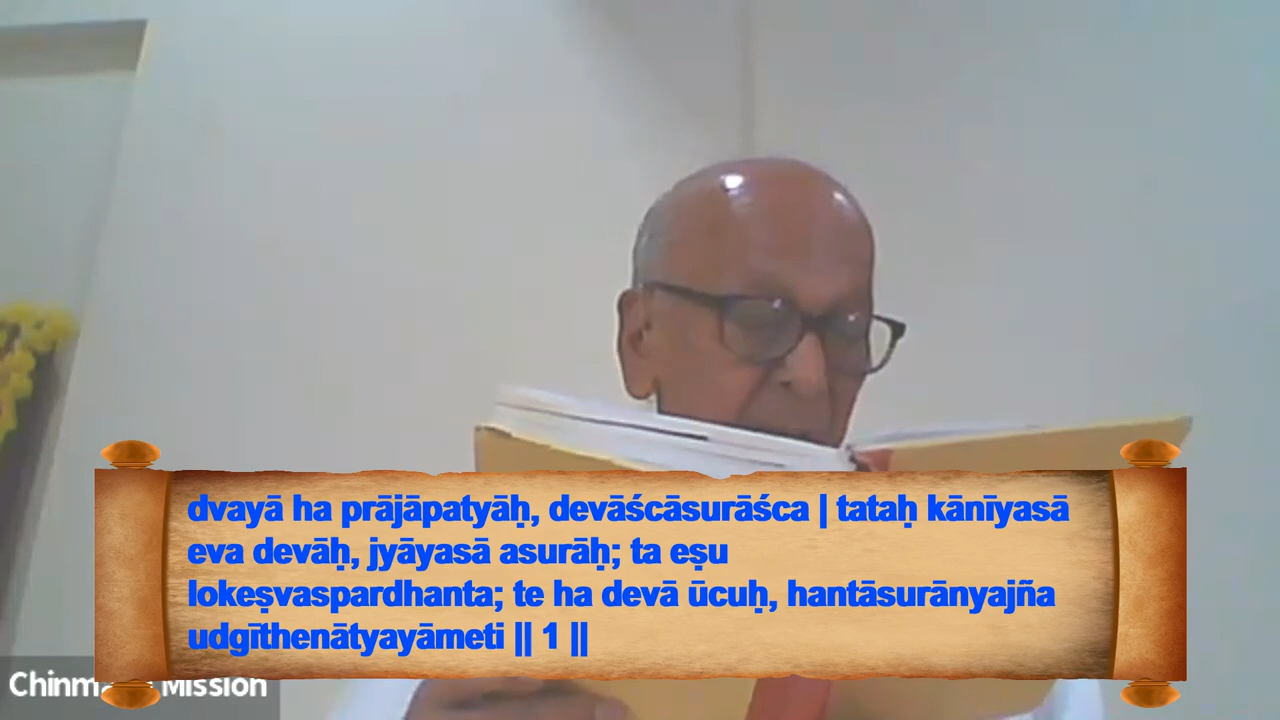 dvayā ha prājāpatyāḥ, devāścāsurāśca | tataḥ kānīyasā
eva devāḥ, jyāyasā asurāḥ; ta eṣu
lokeṣvaspardhanta; te ha devā ūcuḥ, hantāsurānyajña
udgīthenātyayāmeti || 1 ||
Mission